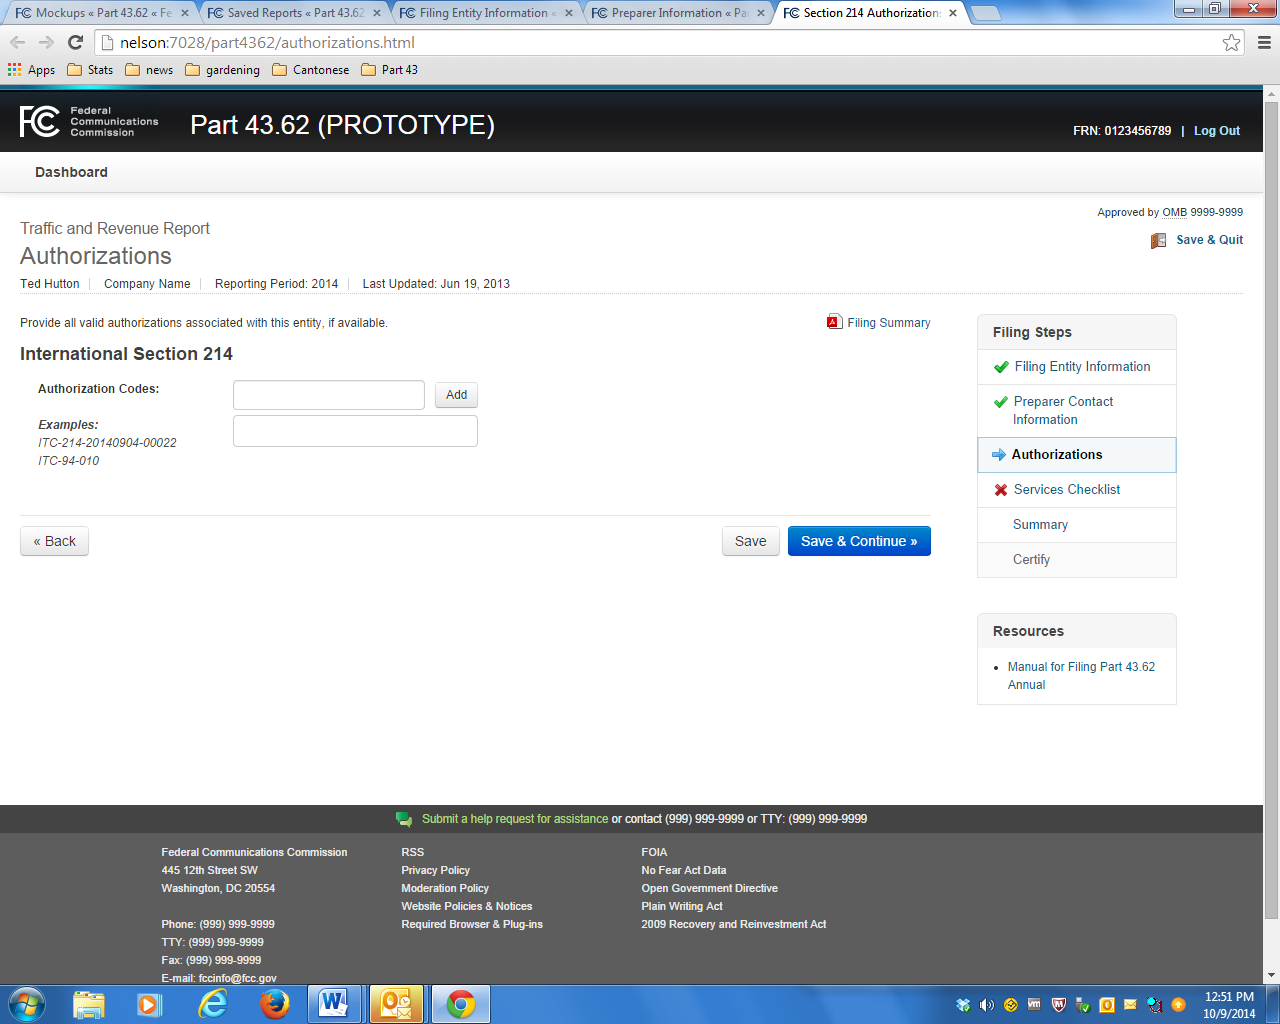 Mockups « Part 43.62 « Fe
Saved Reports « Part 43.62
Filing Entity Information «
Preparer Information « Pa
Section 214 Authorization
nelson:7028/part4362/authorizations.html
Apps Stats news gardening Cantonese Part 43
FCC Federal Communications Commission
Part 43.62 (PROTOTYPE)
FRN: 0123456789 | Log Out
Dashboard
Approved by OMB 9999-9999
Traffic and Revenue Report
Save & Quit
Authorizations
Ted Hutton Company Name Reporting Period: 2014 Last Updated: Jun 19, 2013
Provide all valid authorizations associated with this entity, if available.
Filing Summary
International Section 214
Authorization Codes:
Add
Examples:
ITC-214-20140904-00022
ITC-94-010
« Back
Save
Save & Continue »
Filing Steps
Filing Entity Information
Preparer Contact
Information
Authorizations
Services Checklist
Summary
Certify
Resources
Manual for Filing Part 43.62
Annual
Submit a help request for assistance or contact (999) 999-9999 or TTY: (999) 999-9999
Federal Communications Commission
445 12th Street SW
Washington, DC 20554
Phone: (999) 999-9999
TTY: (999) 999-9999
Fax: (999) 999-9999
E-mail: fccinfo@fcc.gov
RSS
Privacy Policy
Moderation Policy
Website Policies & Notices
Required Browser & Plug-ins
FOIA
No Fear Act Data
Open Government Directive
Plain Writing Act
2009 Recovery and Reinvestment Act
12:51 PM
10/9/2014